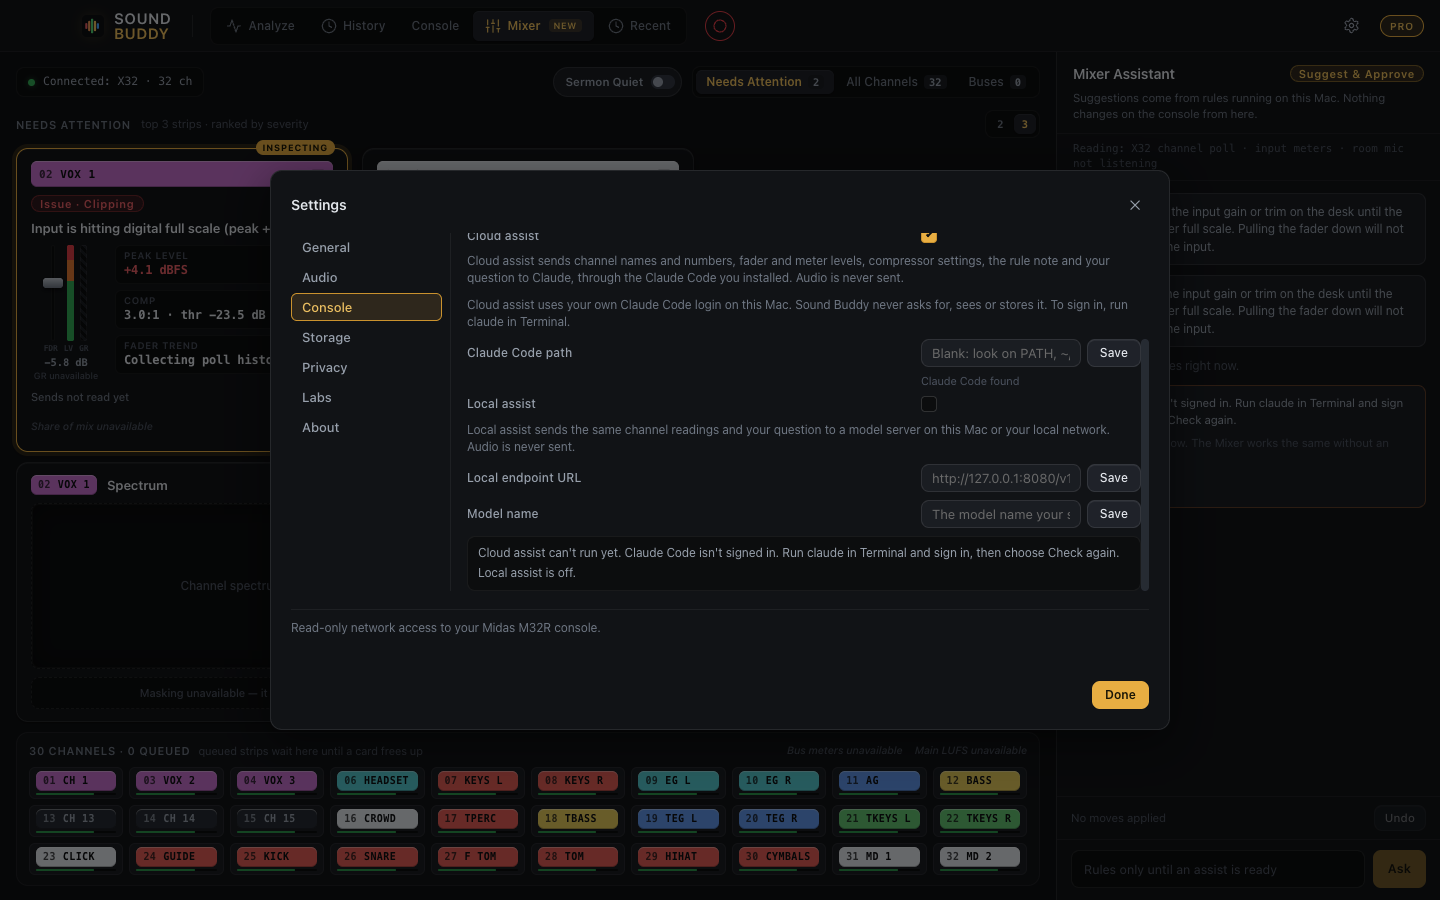 SOUND
BUDDY
Analyze
History
Console
Mixer NEW
Recent
PRO
Connected: X32 · 32 ch
Sermon Quiet
Needs Attention 2
All Channels 32
Buses 0
NEEDS ATTENTION top 3 strips · ranked by severity
2 3
INSPECTING
02 VOX 1
Issue · Clipping
Input is hitting digital full scale (peak +
PEAK LEVEL
+4.1 dBFS
COMP
3.0:1 · thr −23.5 dB
FADER TREND
Collecting poll histo
FDR LV GR
−5.8 dB
GR unavailable
Sends not read yet
Share of mix unavailable
02 VOX 1 Spectrum
Channel spectru
Masking unavailable — it
Settings
General
Audio
Console
Storage
Privacy
Labs
About
Cloud assist
Cloud assist sends channel names and numbers, fader and meter levels, compressor settings, the rule note and your
question to Claude, through the Claude Code you installed. Audio is never sent.
Cloud assist uses your own Claude Code login on this Mac. Sound Buddy never asks for, sees or stores it. To sign in, run
claude in Terminal.
Claude Code path
Blank: look on PATH, ~,
Save
Claude Code found
Local assist
Local assist sends the same channel readings and your question to a model server on this Mac or your local network.
Audio is never sent.
Local endpoint URL
http://127.0.0.1:8080/v1
Save
Model name
The model name your s
Save
Cloud assist can't run yet. Claude Code isn't signed in. Run claude in Terminal and sign in, then choose Check again.
Local assist is off.
Read-only network access to your Midas M32R console.
Done
Mixer Assistant
Suggest & Approve
Suggestions come from rules running on this Mac. Nothing
changes on the console from here.
Reading: X32 channel poll · input meters · room mic
not listening
the input gain or trim on the desk until the
er full scale. Pulling the fader down will not
he input.
he input gain or trim on the desk until the
er full scale. Pulling the fader down will not
he input.
es right now.
't signed in. Run claude in Terminal and sign
Check again.
ow. The Mixer works the same without an
30 CHANNELS · 0 QUEUED queued strips wait here until a card frees up
Bus meters unavailable Main LUFS unavailable
01 CH 1
03 VOX 2
04 VOX 3
06 HEADSET
07 KEYS L
08 KEYS R
09 EG L
10 EG R
11 AG
12 BASS
13 CH 13
14 CH 14
15 CH 15
16 CROWD
17 TPERC
18 TBASS
19 TEG L
20 TEG R
21 TKEYS L
22 TKEYS R
23 CLICK
24 GUIDE
25 KICK
26 SNARE
27 F TOM
28 TOM
29 HIHAT
30 CYMBALS
31 MD 1
32 MD 2
No moves applied
Undo
Rules only until an assist is ready
Ask